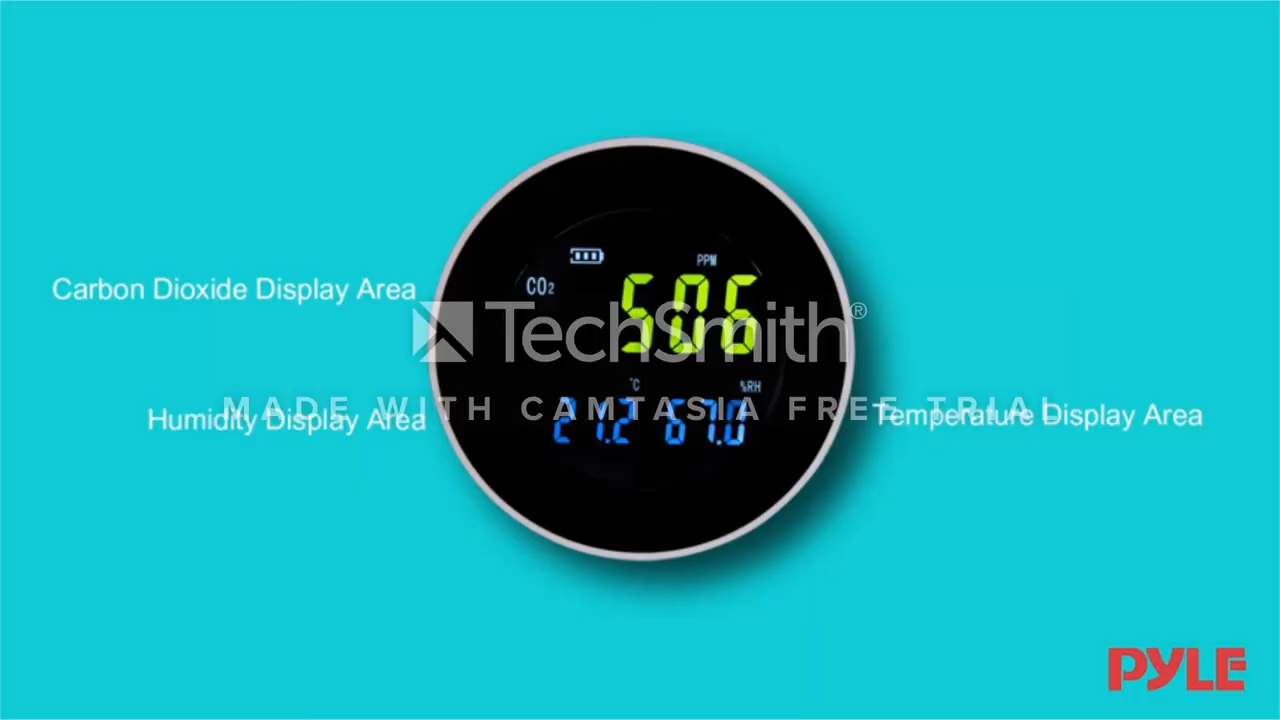 PPM
CO₂
506
Carbon Dioxide Display Area
TechSmith®
°C %RH
MADE WITH CAMTASIA FREE TRIAL
Humidity Display Area
21.2 67.0
Temperature Display Area
PYLE